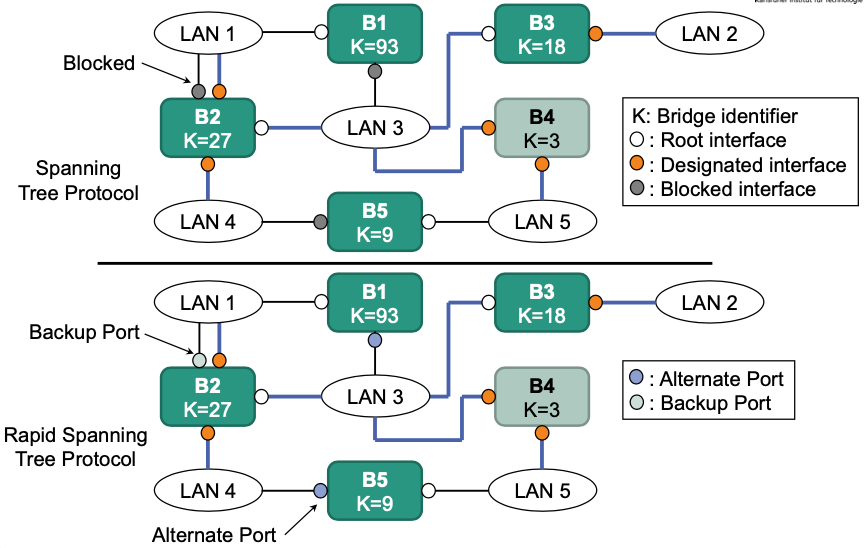 Karlsruher Institut für Technologie
LAN 1
B1
K=93
B3
K=18
LAN 2
Blocked
B2
K=27
LAN 3
B4
K=3
K: Bridge identifier
: Root interface
: Designated interface
: Blocked interface
Spanning
Tree Protocol
LAN 4
B5
K=9
LAN 5
LAN 1
B1
K=93
B3
K=18
LAN 2
Backup Port
B2
K=27
LAN 3
B4
K=3
: Alternate Port
: Backup Port
Rapid Spanning
Tree Protocol
LAN 4
B5
K=9
LAN 5
Alternate Port